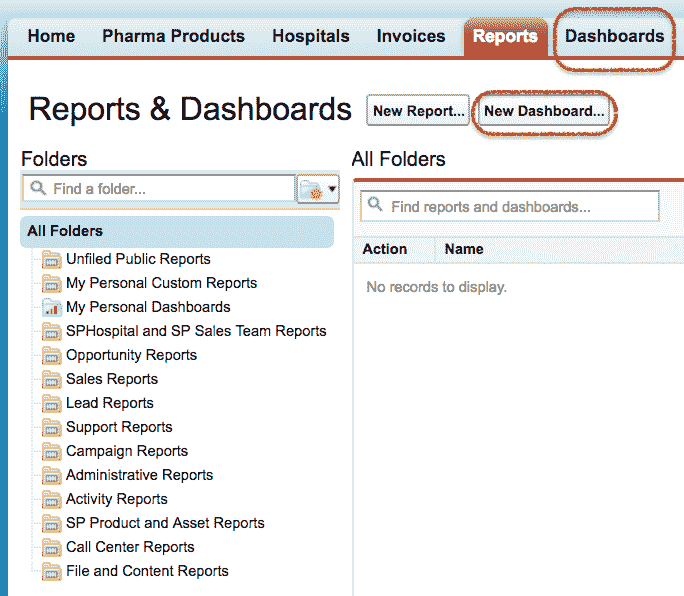 Home Pharma Products Hospitals Invoices Reports Dashboards
Reports & Dashboards New Report... New Dashboard...
Folders
Find a folder...
All Folders
Unfiled Public Reports
My Personal Custom Reports
My Personal Dashboards
SPHospital and SP Sales Team Reports
Opportunity Reports
Sales Reports
Lead Reports
Support Reports
Campaign Reports
Administrative Reports
Activity Reports
SP Product and Asset Reports
Call Center Reports
File and Content Reports
All Folders
Find reports and dashboards...
Action Name
No records to display.